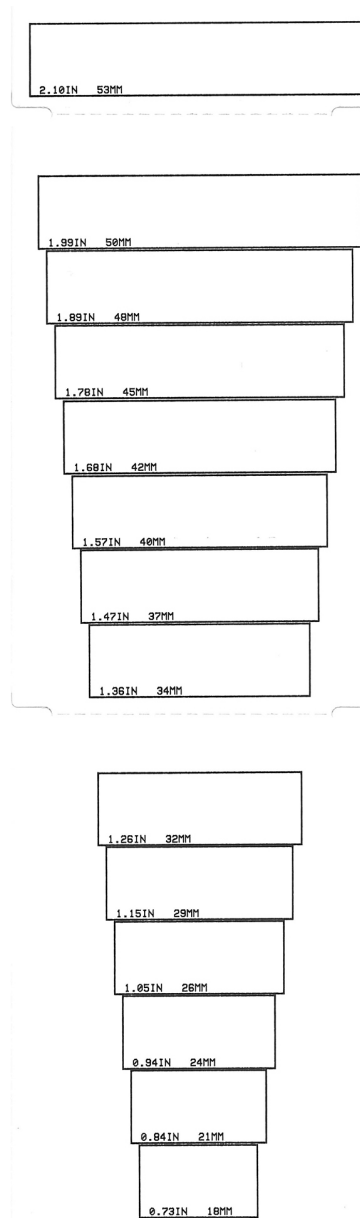 2.10IN 53MM
1.99IN 50MM
1.89IN 48MM
1.78IN 45MM
1.68IN 42MM
1.57IN 40MM
1.47IN 37MM
1.36IN 34MM
1.26IN 32MM
1.15IN 29MM
1.05IN 26MM
0.94IN 24MM
0.84IN 21MM
0.73IN 18MM